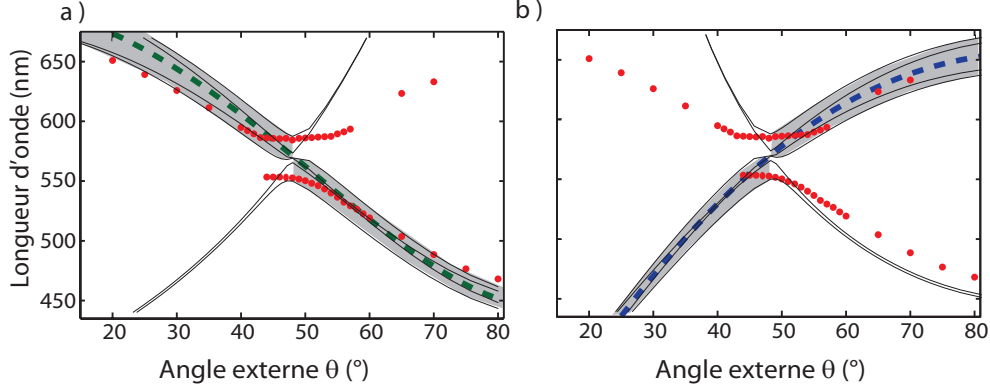 a )
b )
Longueur d'onde (nm)
650
600
550
500
450
20 30 40 50 60 70 80
20 30 40 50 60 70 80
Angle externe θ (°)
Angle externe θ (°)